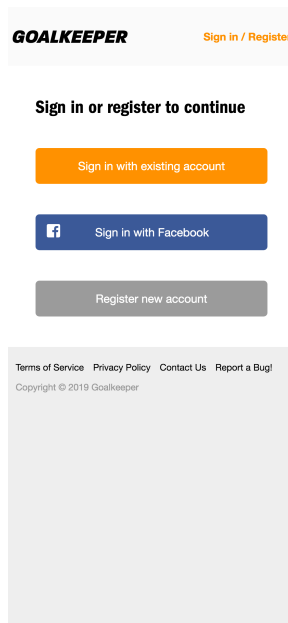 GOALKEEPER Sign in / Register
Sign in or register to continue
Sign in with existing account
Sign in with Facebook
Register new account
Terms of Service Privacy Policy Contact Us Report a Bug!
Copyright © 2019 Goalkeeper